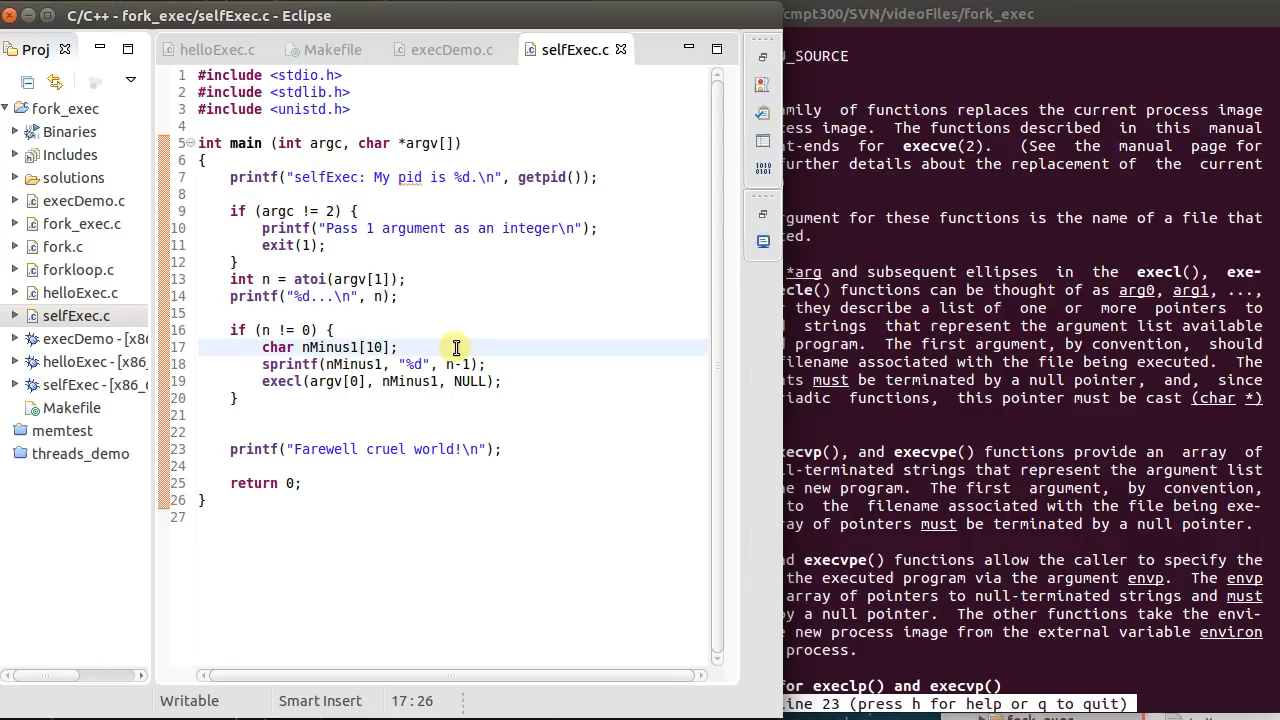 C/C++ - fork_exec/selfExec.c - Eclipse
cmpt300/SVN/videoFiles/fork_exec
Proj
helloExec.c
Makefile
execDemo.c
selfExec.c
fork_exec
Binaries
Includes
solutions
execDemo.c
fork_exec.c
fork.c
forkloop.c
helloExec.c
selfExec.c
execDemo - [x86
helloExec - [x86
selfExec - [x86_
Makefile
memtest
threads_demo
1 #include <stdio.h>
2 #include <stdlib.h>
3 #include <unistd.h>
4
5 int main (int argc, char *argv[])
6 {
7 printf("selfExec: My pid is %d.\n", getpid());
8
9 if (argc != 2) {
10 printf("Pass 1 argument as an integer\n");
11 exit(1);
12 }
13 int n = atoi(argv[1]);
14 printf("%d...\n", n);
15
16 if (n != 0) {
17 char nMinus1[10];
18 sprintf(nMinus1, "%d", n-1);
19 execl(argv[0], nMinus1, NULL);
20 }
21
22
23 printf("Farewell cruel world!\n");
24
25 return 0;
26 }
27
Writable
Smart Insert
17 : 26
_SOURCE
amily of functions replaces the current process image
cess image. The functions described in this manual
nt-ends for execve(2). (See the manual page for
further details about the replacement of the current
rgument for these functions is the name of a file that
ted.
*arg and subsequent ellipses in the execl(), exe-
ecle() functions can be thought of as arg0, arg1, ...,
they describe a list of one or more pointers to
strings that represent the argument list available
program. The first argument, by convention, should
filename associated with the file being executed. The
nts must be terminated by a null pointer, and, since
riadic functions, this pointer must be cast (char *)
ecvp(), and execvpe() functions provide an array of
ll-terminated strings that represent the argument list
he new program. The first argument, by convention,
to the filename associated with the file being exe-
ray of pointers must be terminated by a null pointer.
nd execvpe() functions allow the caller to specify the
the executed program via the argument envp. The envp
array of pointers to null-terminated strings and must
by a null pointer. The other functions take the envi-
new process image from the external variable environ
process.
for execlp() and execvp()
ine 23 (press h for help or q to quit)